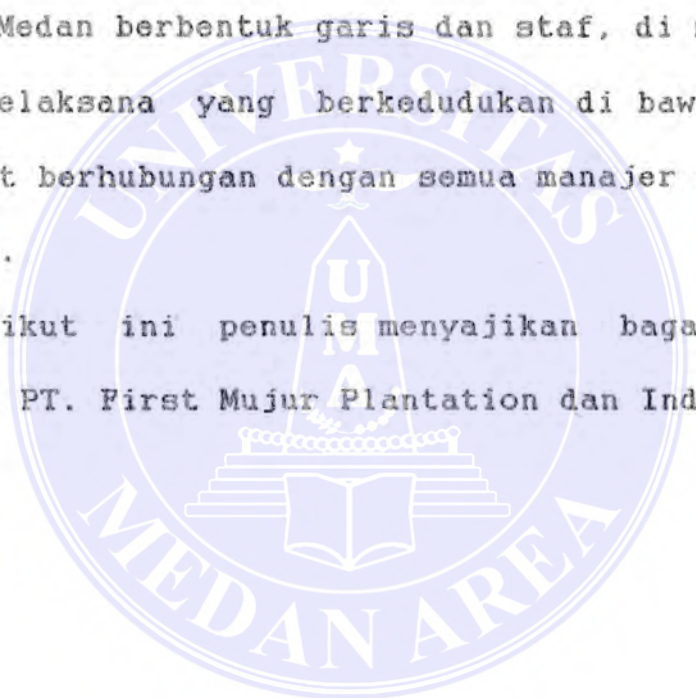 Medan berbentuk garis dan staf, di
elaksana yang berkedudukan di baw
t berhubungan dengan semua manajer
.
ikut ini penulis menyajikan baga
PT. First Mujur Plantation dan Ind
UNIVERSITAS
UMA
MEDAN AREA